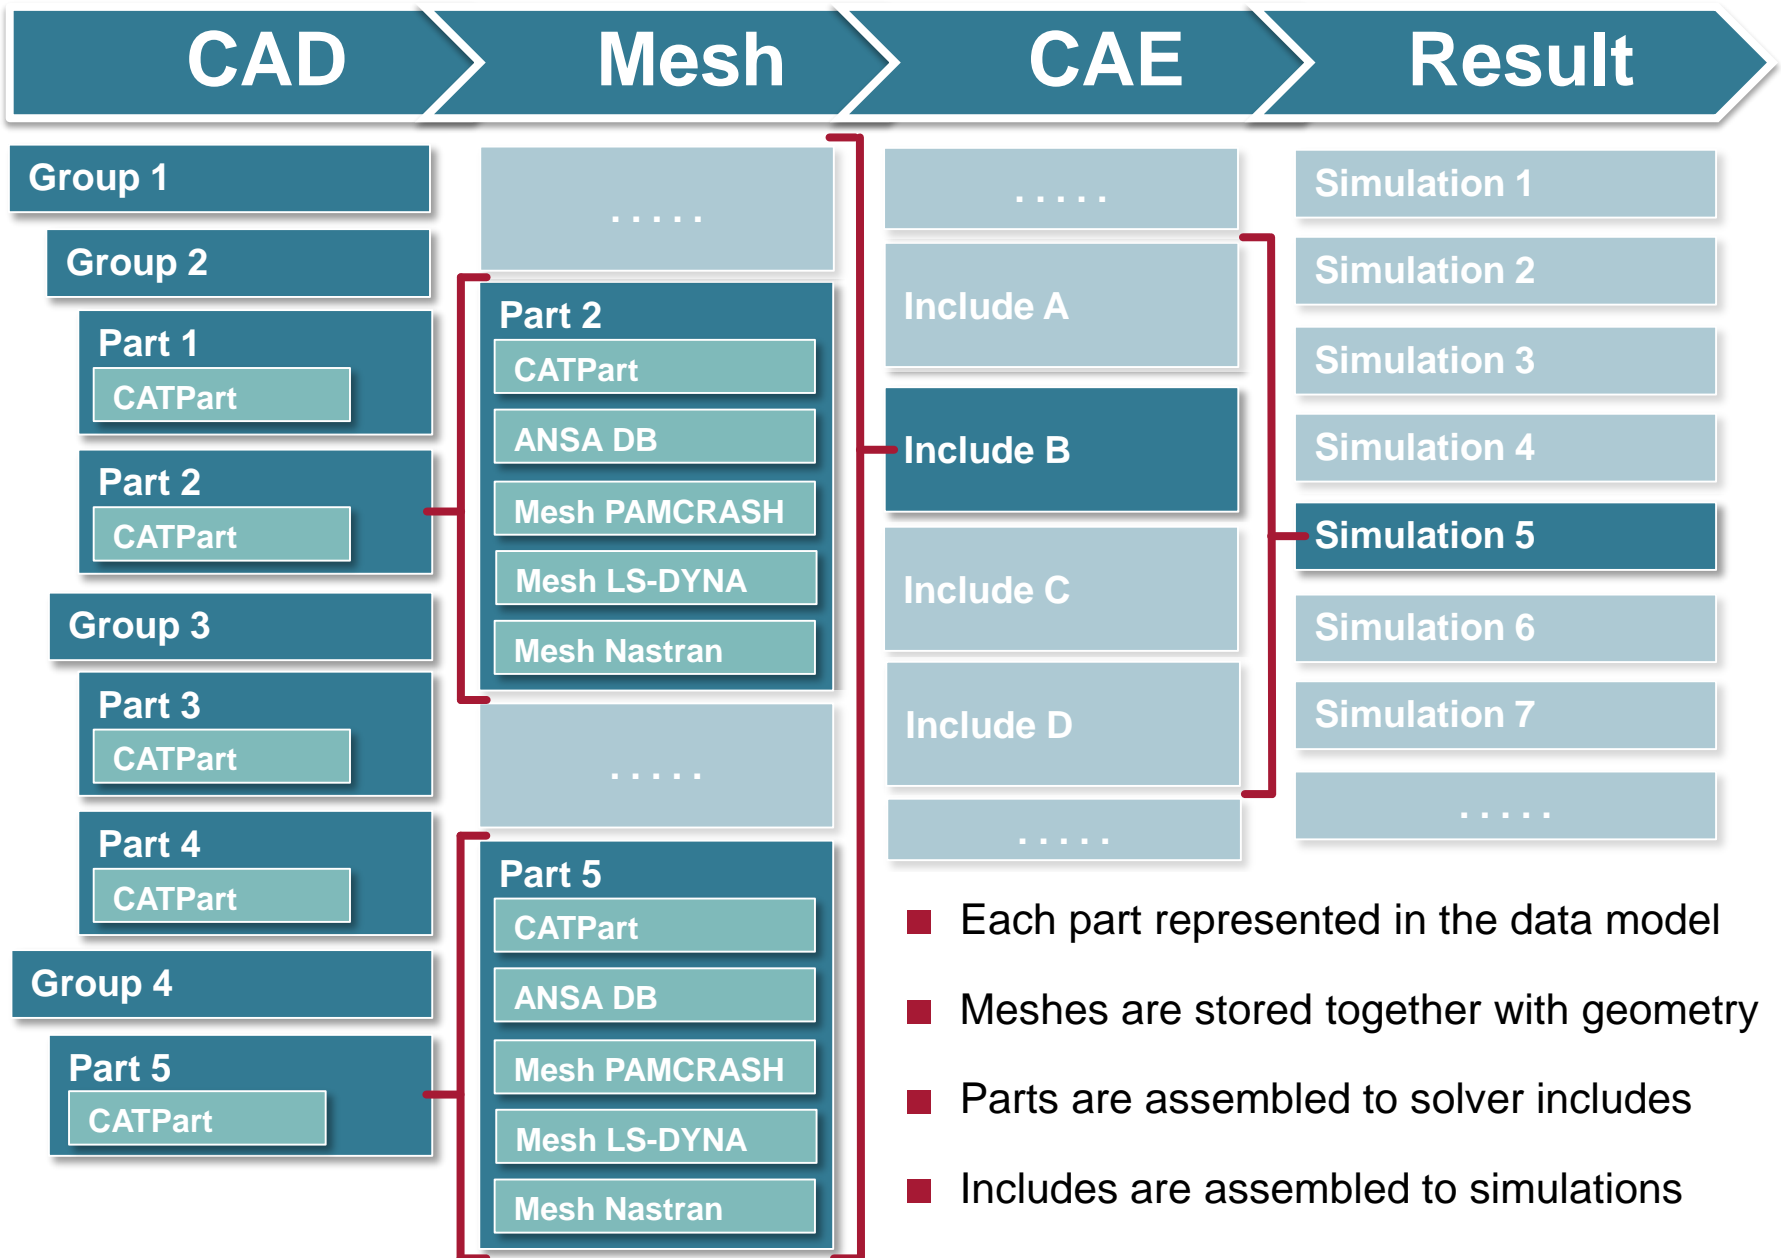 CAD
Mesh
CAE
Result
Group 1
Group 2
Part 1
CATPart
Part 2
CATPart
Group 3
Part 3
CATPart
Part 4
CATPart
Group 4
Part 5
CATPart
. . . . .
Part 2
CATPart
ANSA DB
Mesh PAMCRASH
Mesh LS-DYNA
Mesh Nastran
. . . . .
Part 5
CATPart
ANSA DB
Mesh PAMCRASH
Mesh LS-DYNA
Mesh Nastran
. . . . .
Include A
Include B
Include C
Include D
. . . . .
Simulation 1
Simulation 2
Simulation 3
Simulation 4
Simulation 5
Simulation 6
Simulation 7
. . . . .
Each part represented in the data model
Meshes are stored together with geometry
Parts are assembled to solver includes
Includes are assembled to simulations